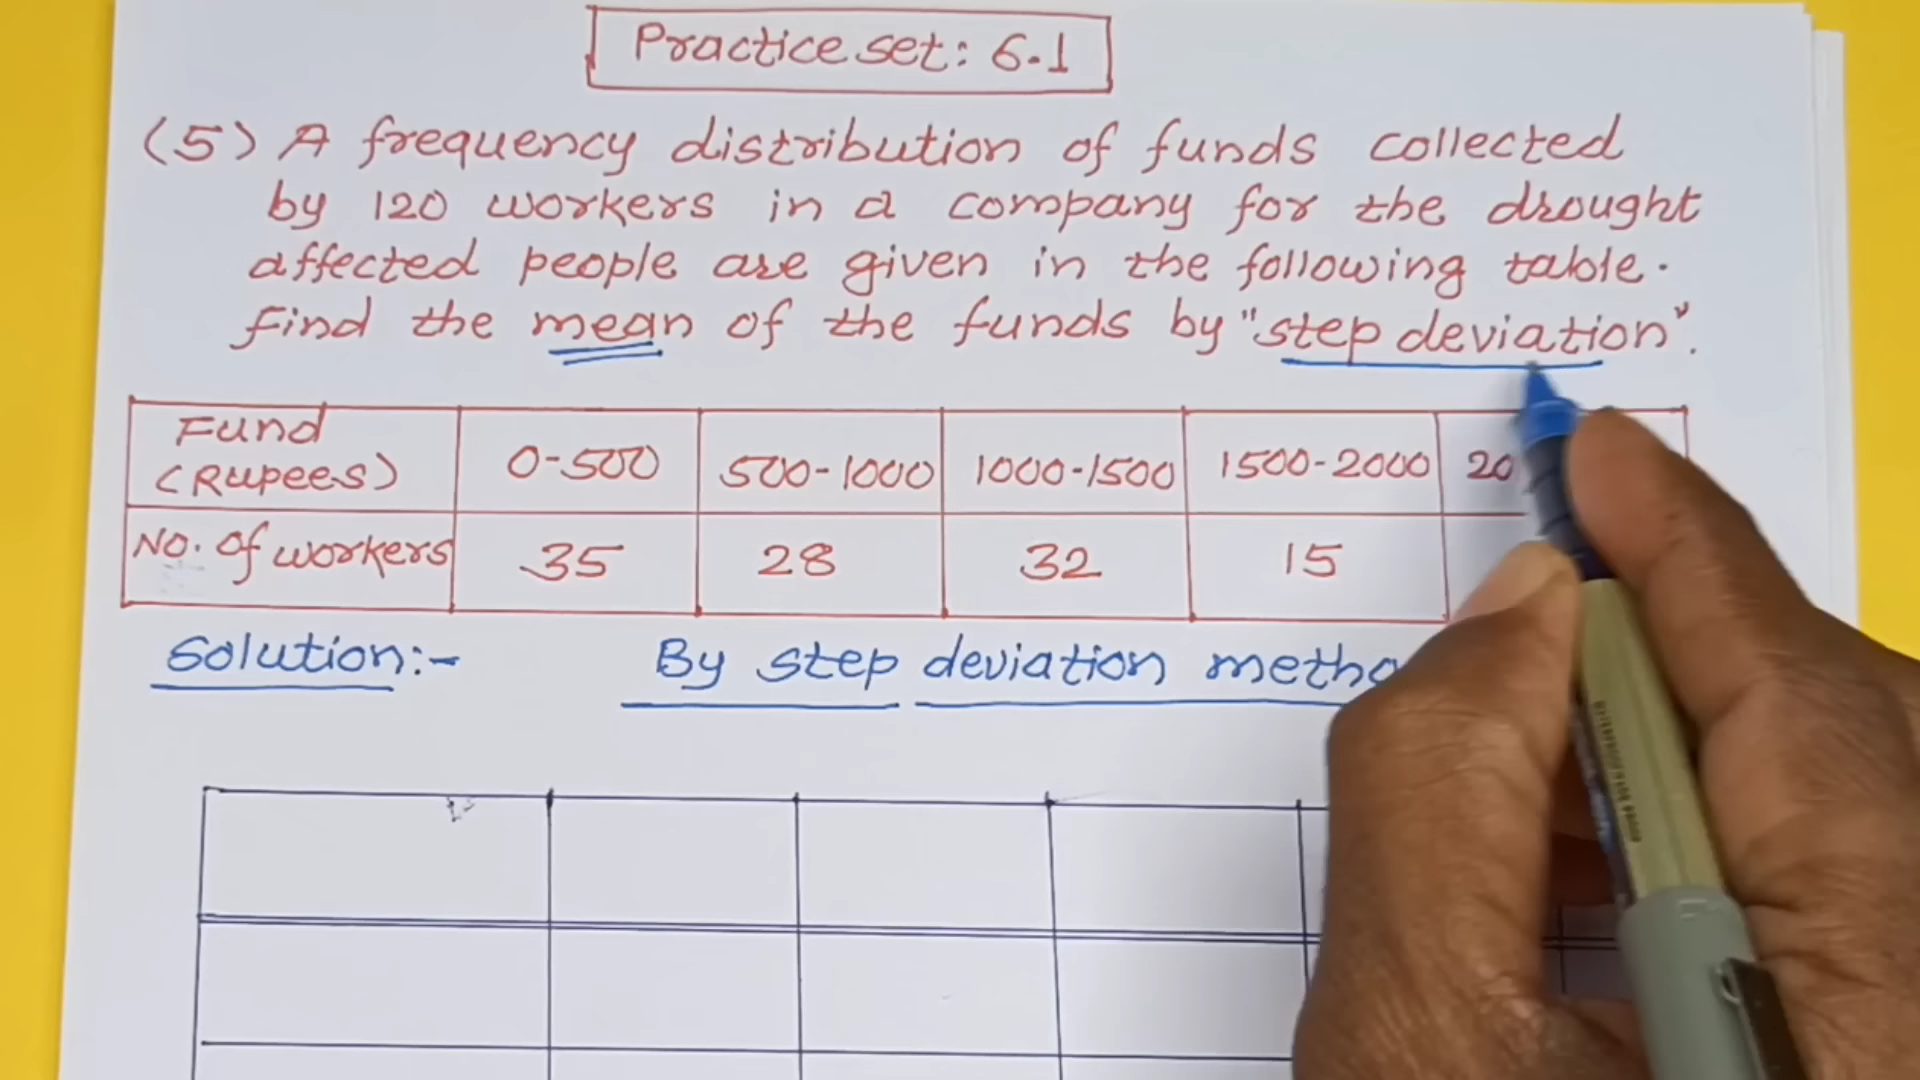 Practice set: 6.1
(5) A frequency distribution of funds collected
by 120 workers in a company for the drought
affected people are given in the following table.
Find the mean of the funds by "step deviation".
Fund (Rupees) 0-500 500-1000 1000-1500 1500-2000 20
No. of workers 35 28 32 15
Solution:- By step deviation